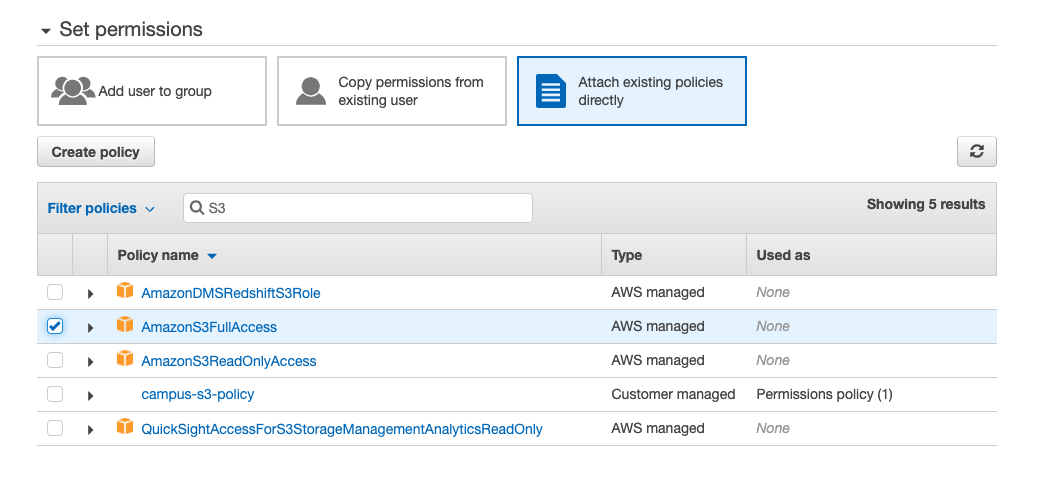 Set permissions
Add user to group
Copy permissions from
existing user
Attach existing policies
directly
Create policy
Filter policies
S3
Showing 5 results
Policy name Type Used as
AmazonDMSRedshiftS3Role AWS managed None
AmazonS3FullAccess AWS managed None
AmazonS3ReadOnlyAccess AWS managed None
campus-s3-policy Customer managed Permissions policy (1)
QuickSightAccessForS3StorageManagementAnalyticsReadOnly AWS managed None